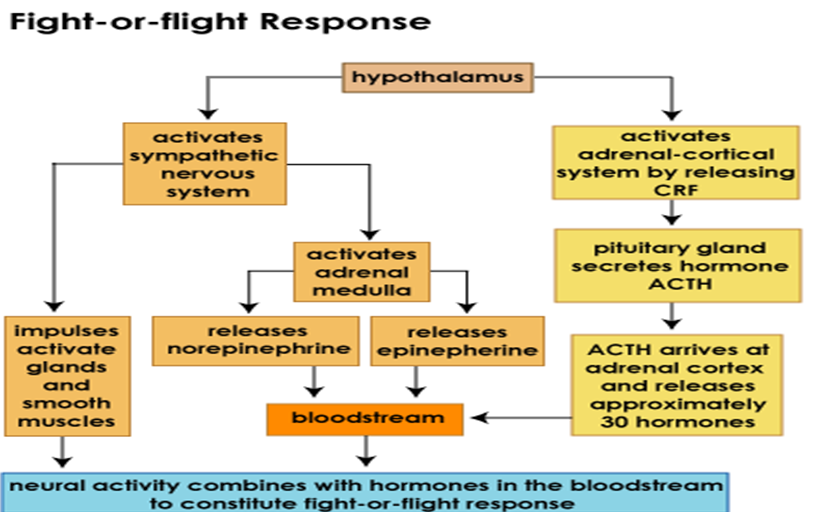 Fight-or-flight Response
hypothalamus
activates
sympathetic
nervous
system
activates
adrenal-cortical
system by releasing
CRF
activates
adrenal
medulla
pituitary gland
secretes hormone
ACTH
impulses
activate
glands
and
smooth
muscles
releases
norepinephrine
releases
epinepherine
ACTH arrives at
adrenal cortex
and releases
approximately
30 hormones
bloodstream
neural activity combines with hormones in the bloodstream
to constitute fight-or-flight response